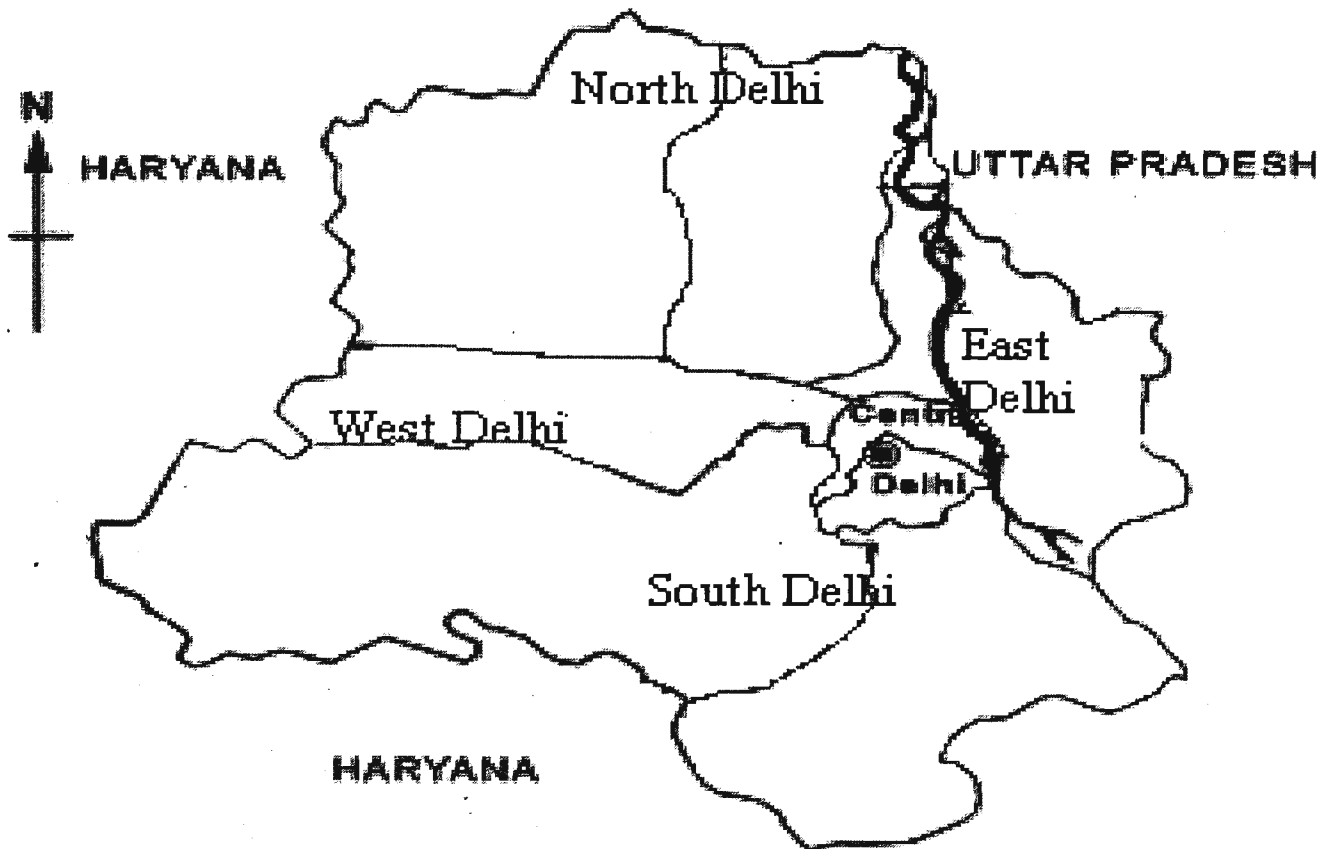 North Delhi
N
HARYANA
UTTAR PRADESH
East
Delhi
West Delhi
Delhi
South Delhi
HARYANA